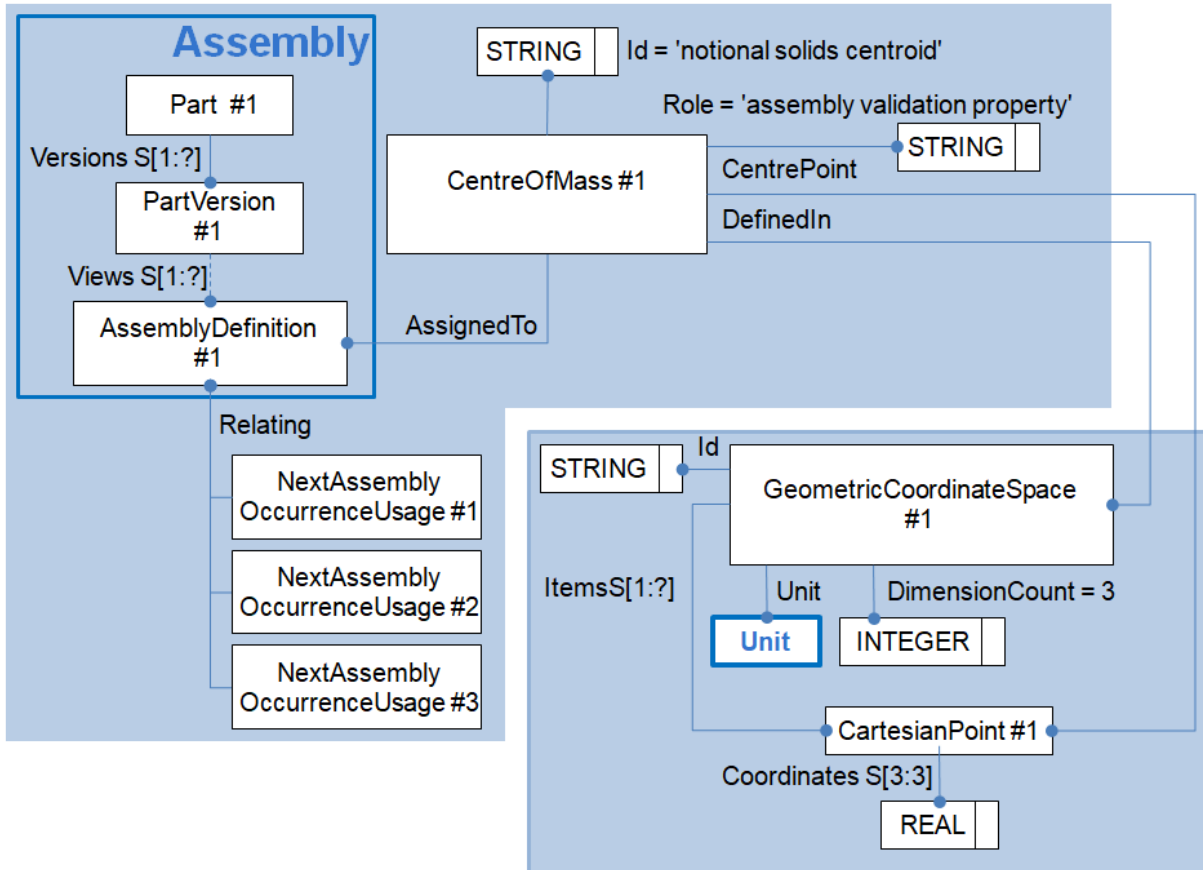 Assembly
Part #1
Versions S[1:?]
PartVersion
#1
Views S[1:?]
AssemblyDefinition
#1
Relating
NextAssembly
OccurrenceUsage #1
NextAssembly
OccurrenceUsage #2
NextAssembly
OccurrenceUsage #3
STRING
Id = 'notional solids centroid'
Role = 'assembly validation property'
STRING
CentreOfMass #1
CentrePoint
DefinedIn
AssignedTo
Id
STRING
GeometricCoordinateSpace
#1
ItemsS[1:?]
Unit
DimensionCount = 3
Unit
INTEGER
CartesianPoint #1
Coordinates S[3:3]
REAL